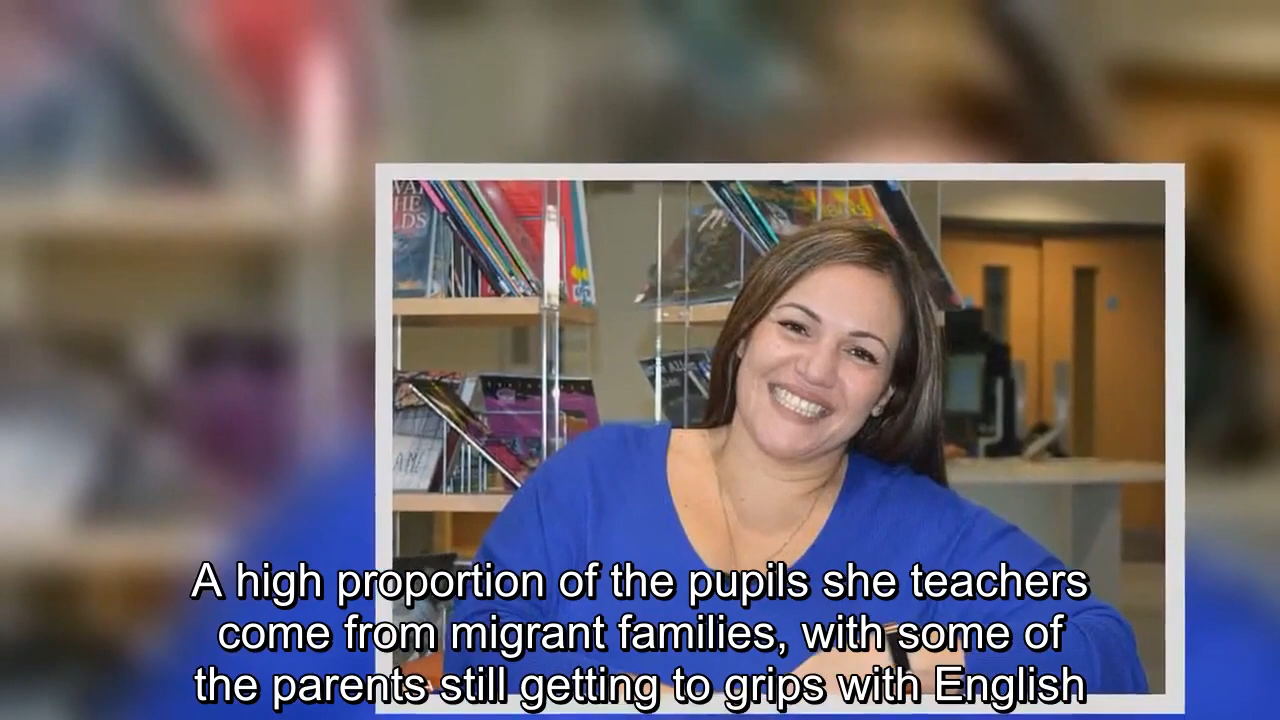 A high proportion of the pupils she teachers
come from migrant families, with some of
the parents still getting to grips with English